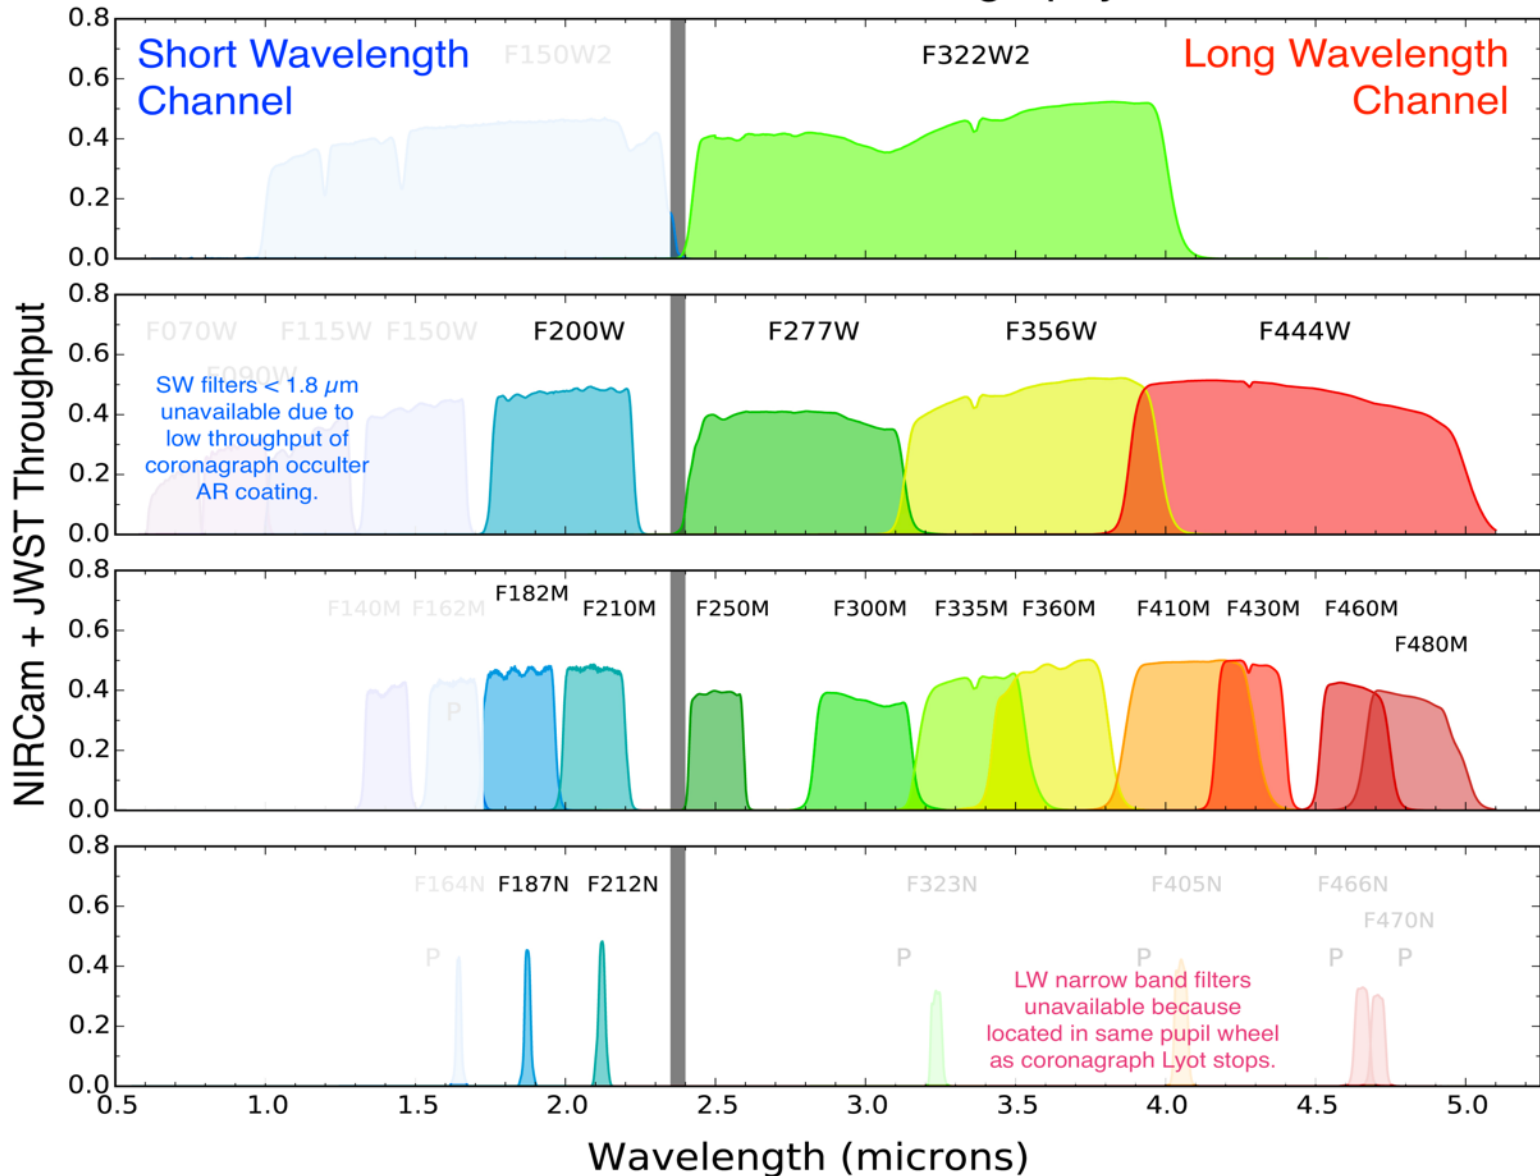 Short Wavelength
Channel
F150W2
F322W2
Long Wavelength
Channel
0.8
0.6
0.4
0.2
0.0
F070W
F090W
F115W
F150W
F200W
F277W
F356W
F444W
SW filters < 1.8 µm
unavailable due to
low throughput of
coronagraph occulter
AR coating.
0.8
0.6
0.4
0.2
0.0
F140M
F162M
F182M
F210M
F250M
F300M
F335M
F360M
F410M
F430M
F460M
F480M
P
0.8
0.6
0.4
0.2
0.0
F164N
F187N
F212N
F323N
F405N
F466N
F470N
P
P
P
P
P
LW narrow band filters
unavailable because
located in same pupil wheel
as coronagraph Lyot stops.
0.8
0.6
0.4
0.2
0.0
0.5 1.0 1.5 2.0 2.5 3.0 3.5 4.0 4.5 5.0
Wavelength (microns)
NIRCam + JWST Throughput